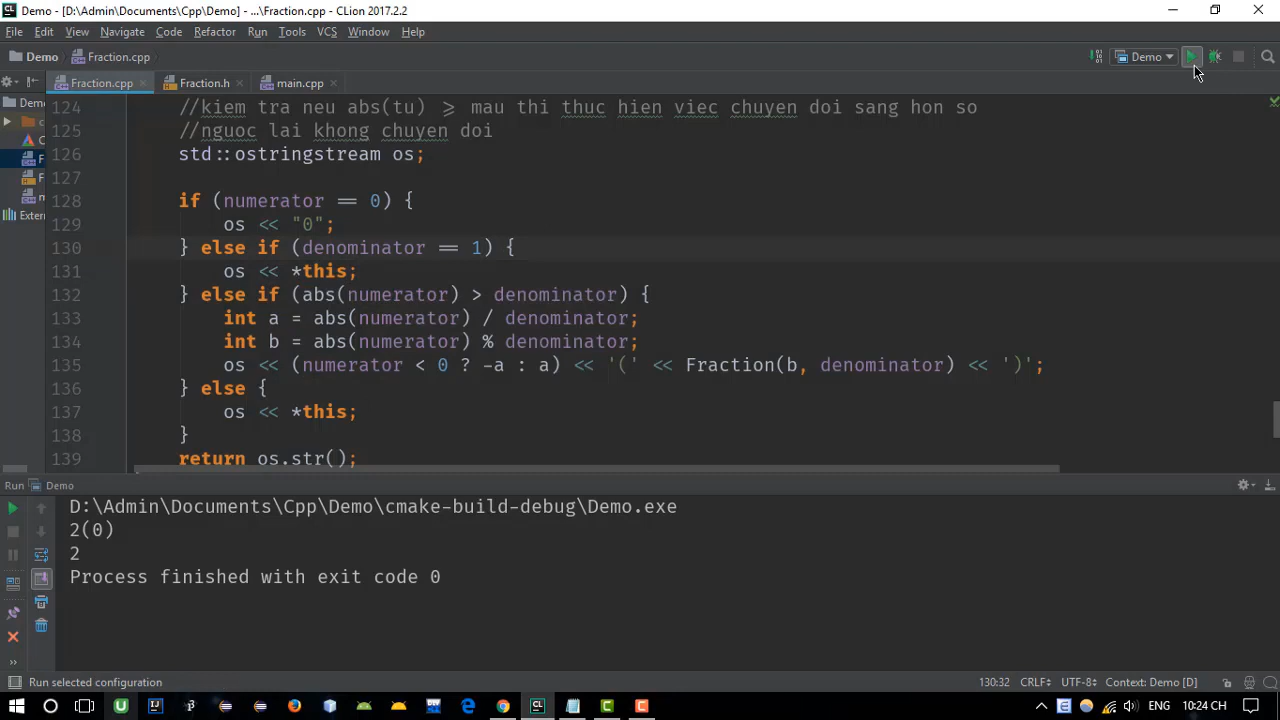 Demo - [D:\Admin\Documents\Cpp\Demo] - ...\Fraction.cpp - CLion 2017.2.2
File Edit View Navigate Code Refactor Run Tools VCS Window Help
Demo Fraction.cpp Demo
Fraction.cpp Fraction.h main.cpp
Demo
Extern
124 //kiem tra neu abs(tu) >= mau thi thuc hien viec chuyen doi sang hon so
125 //nguoc lai khong chuyen doi
126 std::ostringstream os;
127
128 if (numerator == 0) {
129 os << "0";
130 } else if (denominator == 1) {
131 os << *this;
132 } else if (abs(numerator) > denominator) {
133 int a = abs(numerator) / denominator;
134 int b = abs(numerator) % denominator;
135 os << (numerator < 0 ? -a : a) << '(' << Fraction(b, denominator) << ')';
136 } else {
137 os << *this;
138 }
139 return os.str();
Run Demo
D:\Admin\Documents\Cpp\Demo\cmake-build-debug\Demo.exe
2(0)
2
Process finished with exit code 0
Run selected configuration 130:32 CRLF÷ UTF-8÷ Context: Demo [D]
ENG 10:24 CH